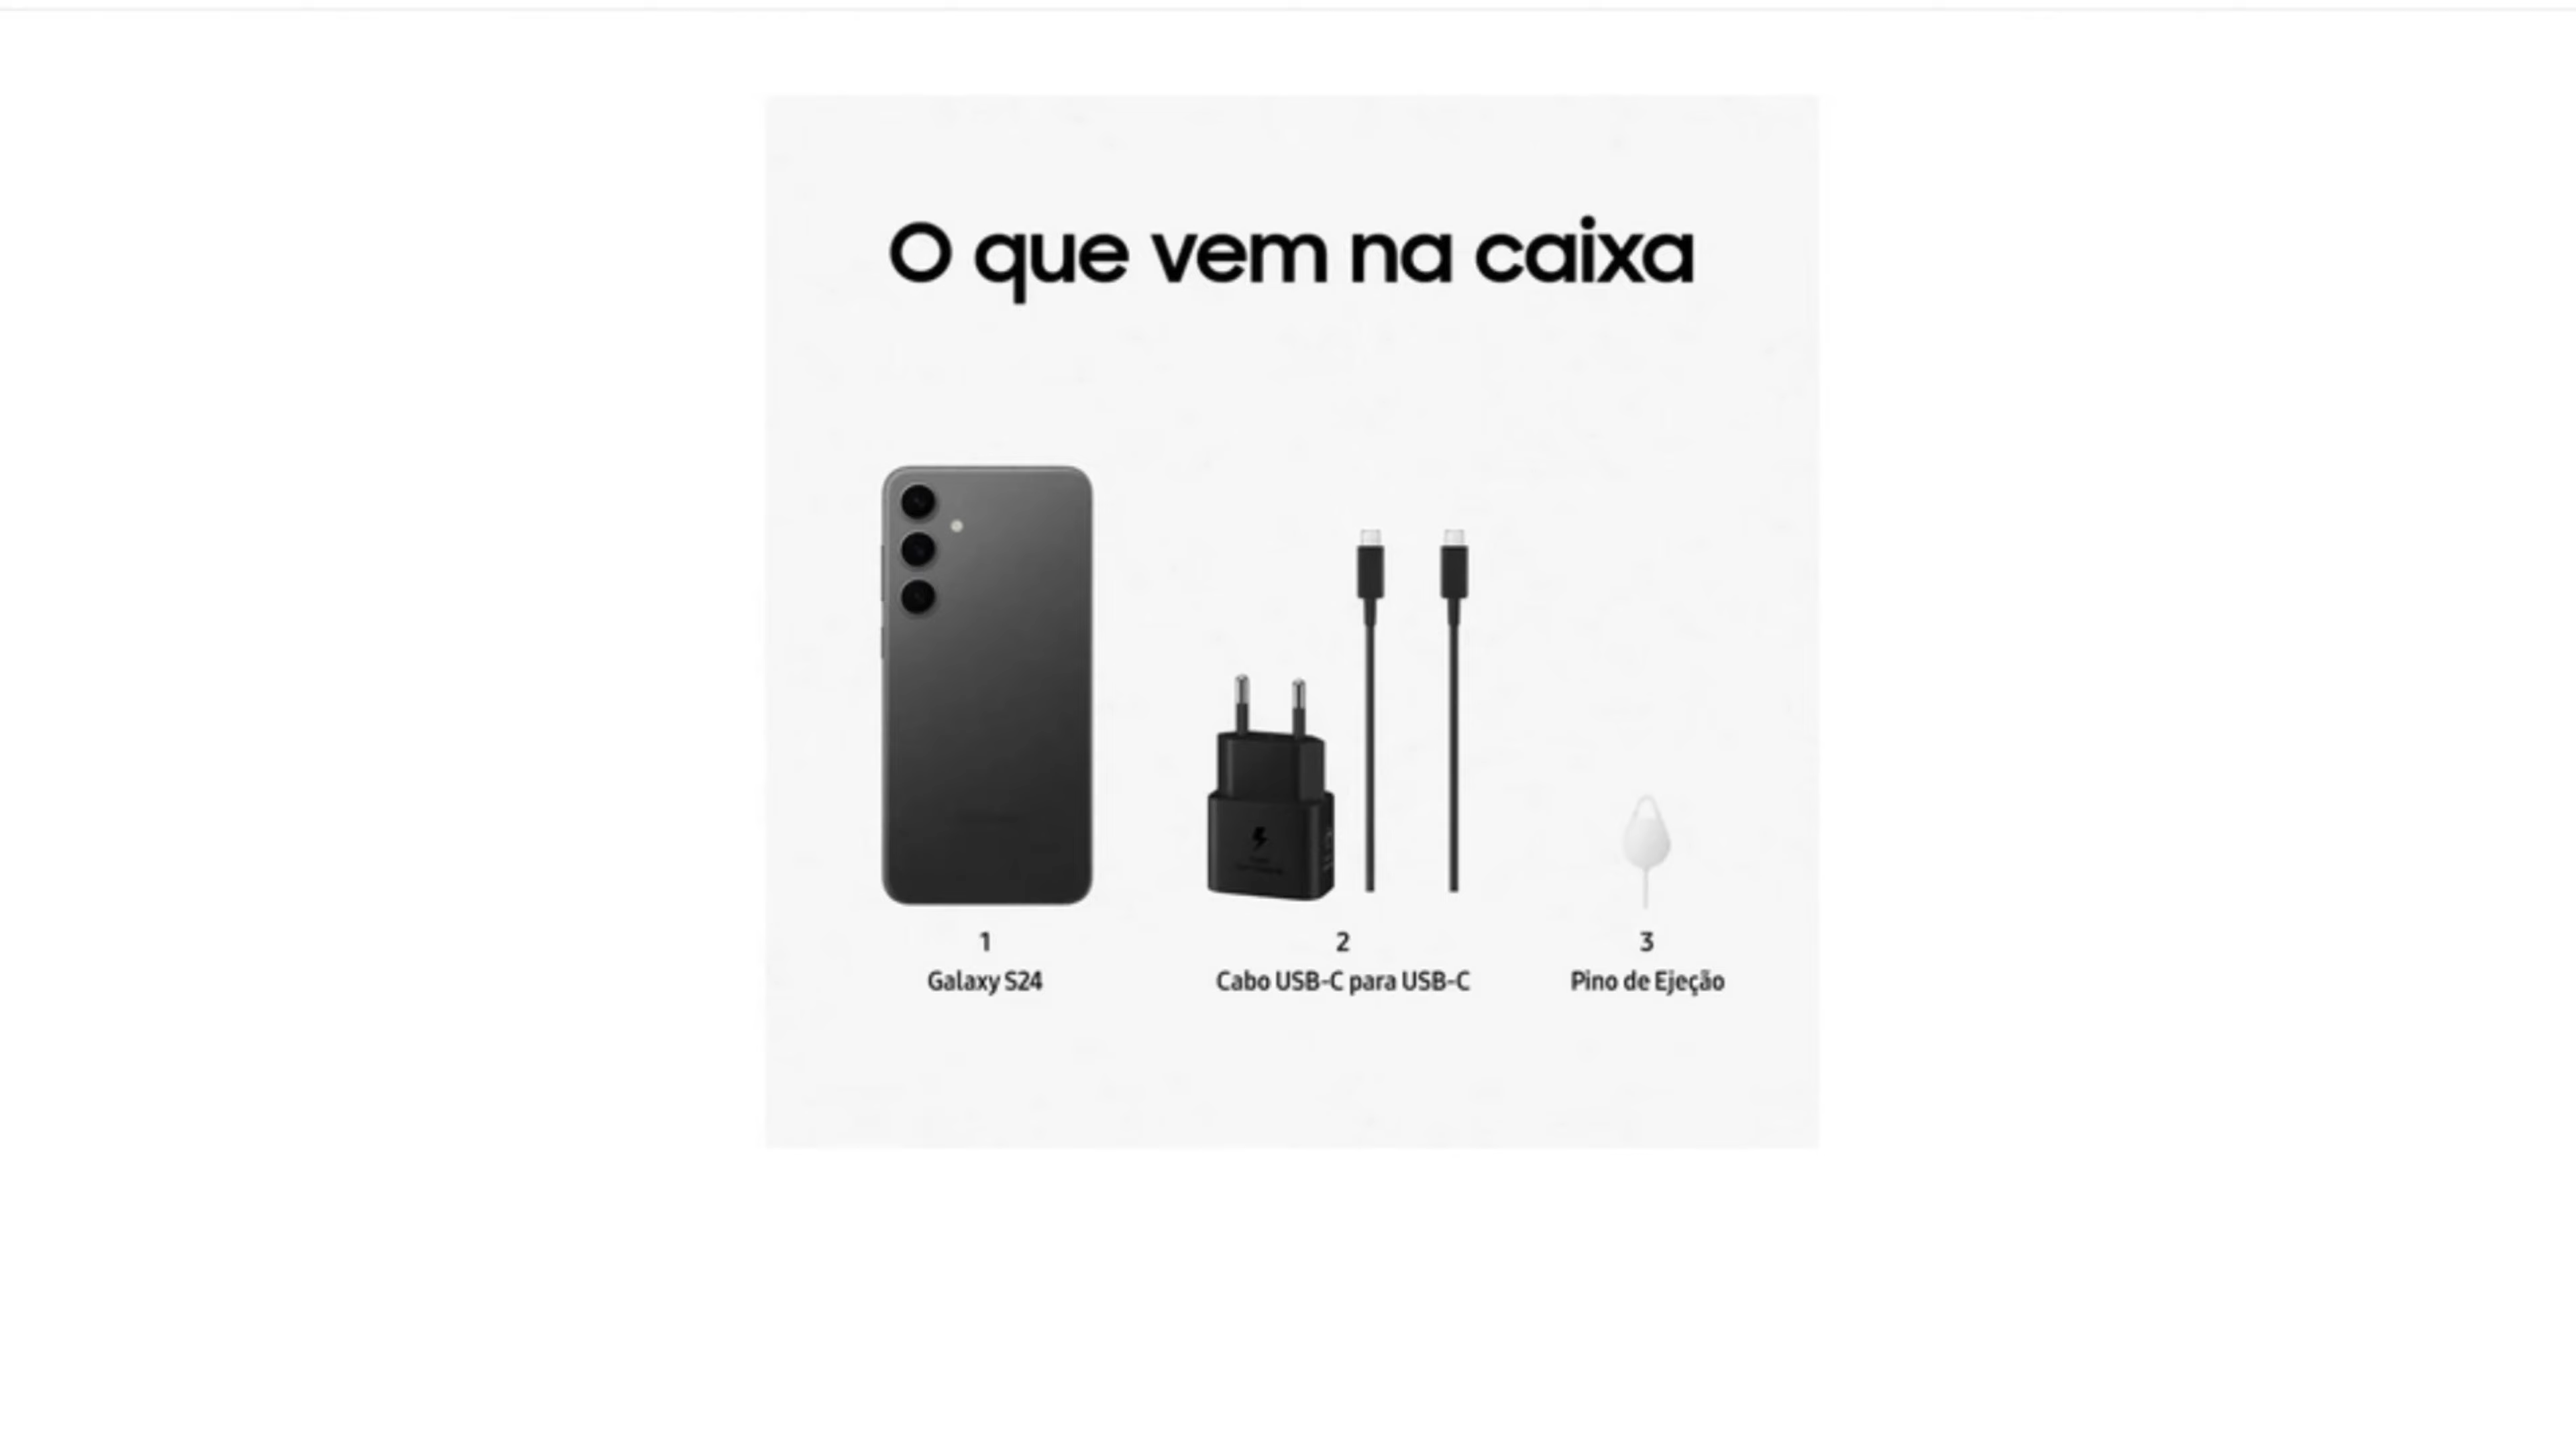 O que vem na caixa
1
Galaxy S24
2
Cabo USB-C para USB-C
3
Pino de Ejeção